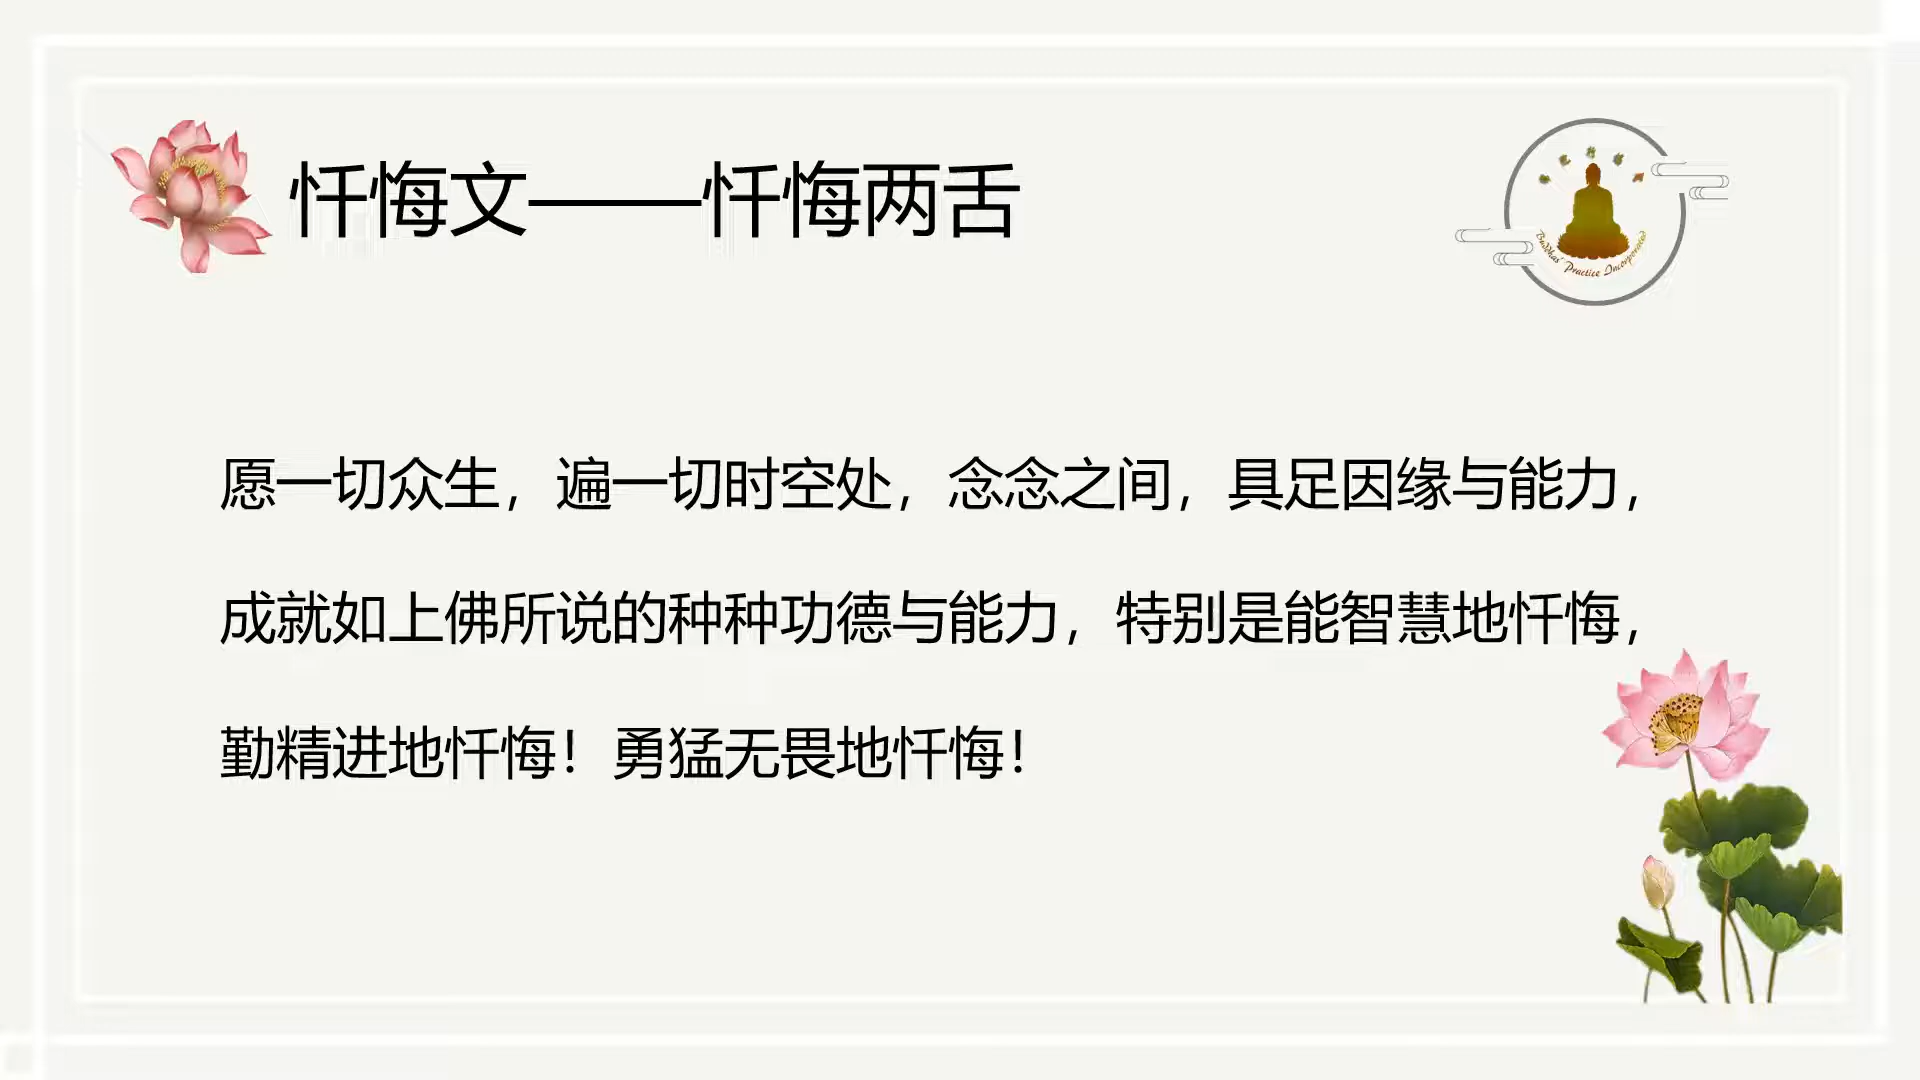 忏悔文——忏悔两舌
Buddhas' Practice Incorporated
愿一切众生，遍一切时空处，念念之间，具足因缘与能力，
成就如上佛所说的种种功德与能力，特别是能智慧地忏悔，
勤精进地忏悔！勇猛无畏地忏悔！